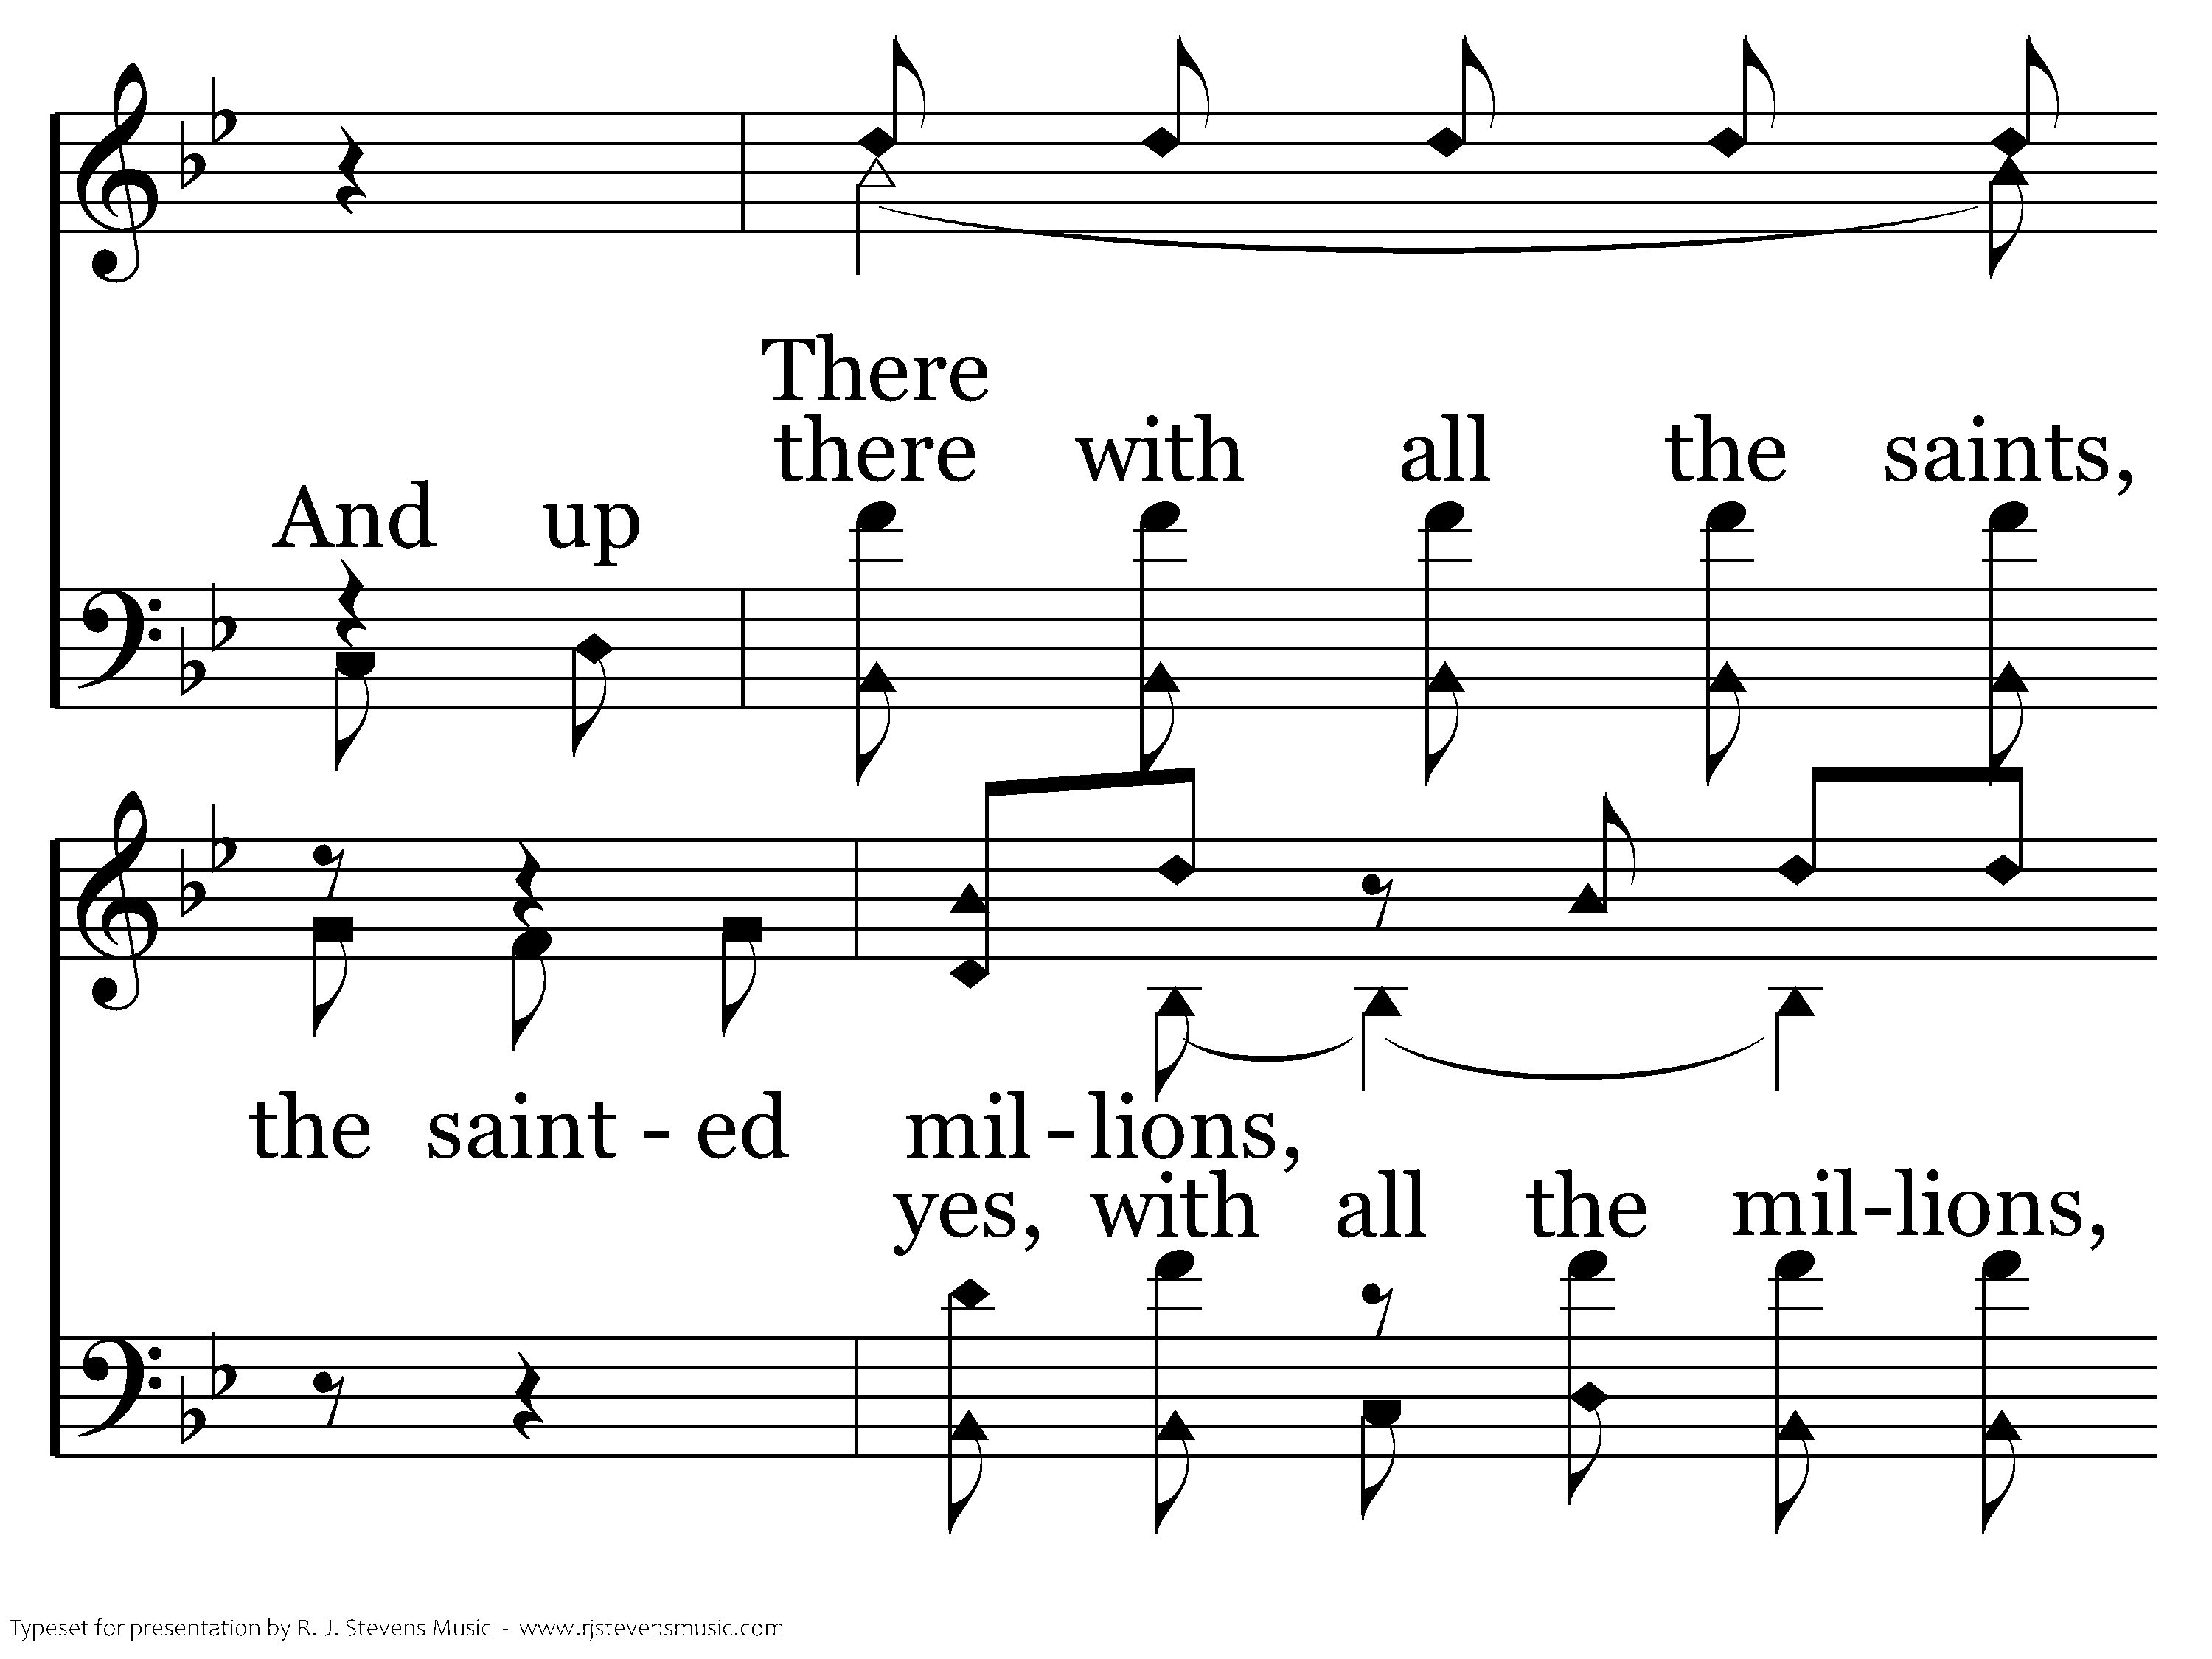 There
there with all the saints,
And up
the saint - ed mil - lions,
yes, with all the mil-lions,
Typeset for presentation by R. J. Stevens Music - www.rjstevensmusic.com